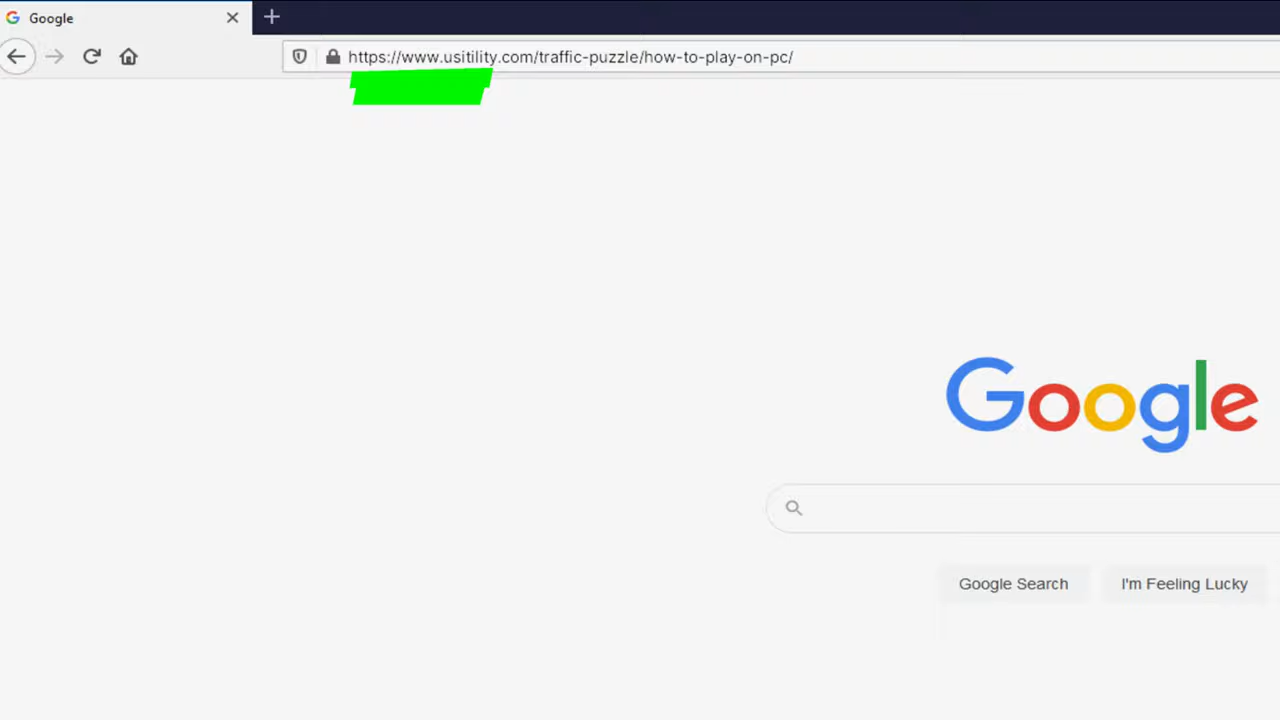 Google
https://www.usitility.com/traffic-puzzle/how-to-play-on-pc/
Google
Google Search
I'm Feeling Lucky